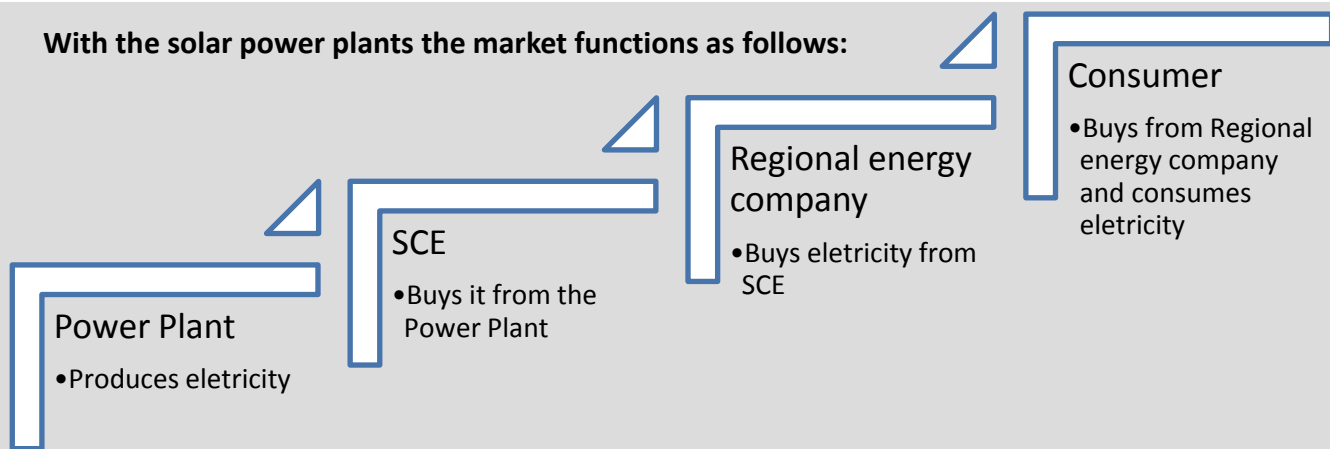 With the solar power plants the market functions as follows:
Power Plant
•Produces eletricity
SCE
•Buys it from the
Power Plant
Regional energy
company
•Buys eletricity from
SCE
Consumer
•Buys from Regional
energy company
and consumes
eletricity